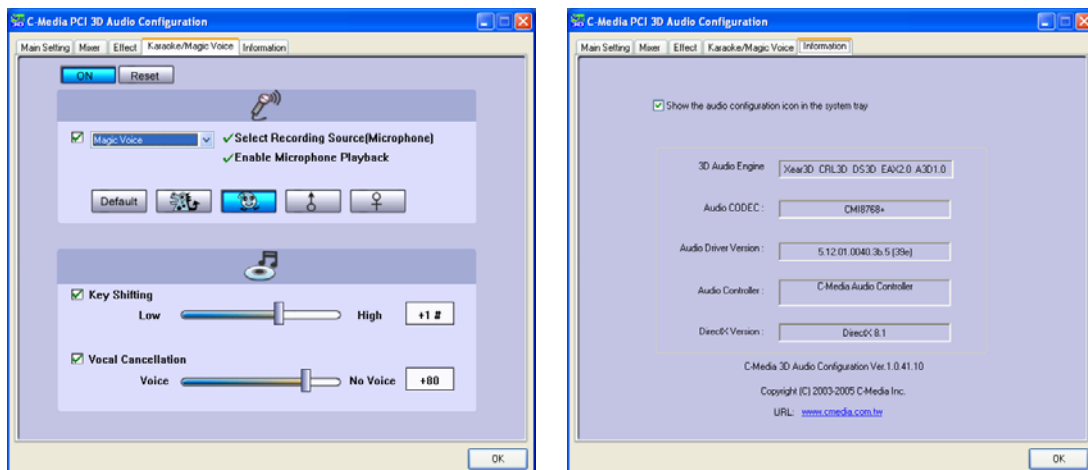 C-Media PCI 3D Audio Configuration
Main Setting Mixer Effect Karaoke/Magic Voice Information
ON Reset
Magic Voice
Select Recording Source(Microphone)
Enable Microphone Playback
Default
Key Shifting
Low High +1 #
Vocal Cancellation
Voice No Voice +80
OK
C-Media PCI 3D Audio Configuration
Main Setting Mixer Effect Karaoke/Magic Voice Information
Show the audio configuration icon in the system tray
3D Audio Engine Xear3D CRL3D DS3D EAX2.0 A3D1.0
Audio CODEC : CMI8768+
Audio Driver Version : 5.12.01.0040.3b.5 (39e)
Audio Controller : C-Media Audio Controller
DirectX Version : DirectX 8.1
C-Media 3D Audio Configuration Ver.1.0.41.10
Copyright (C) 2003-2005 C-Media Inc.
URL: www.cmedia.com.tw
OK